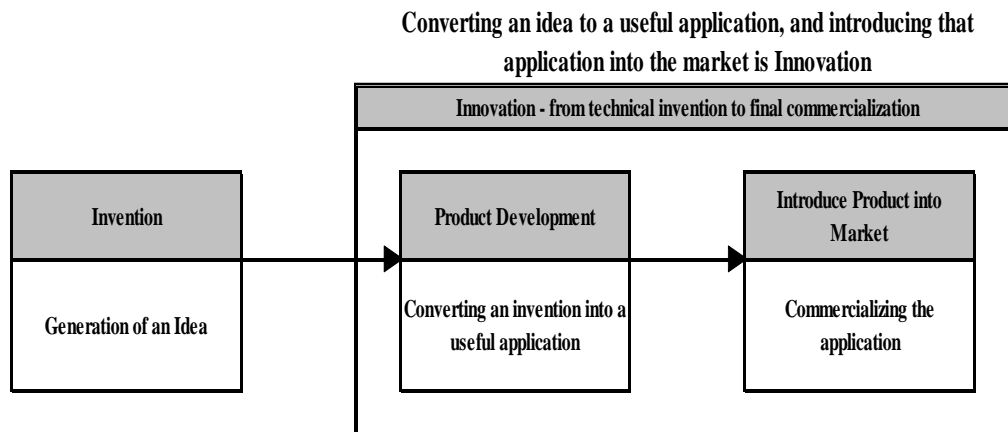 Converting an idea to a useful application, and introducing that
application into the market is Innovation
Innovation - from technical invention to final commercialization
Invention
Generation of an Idea
Product Development
Converting an invention into a
useful application
Introduce Product into
Market
Commercializing the
application